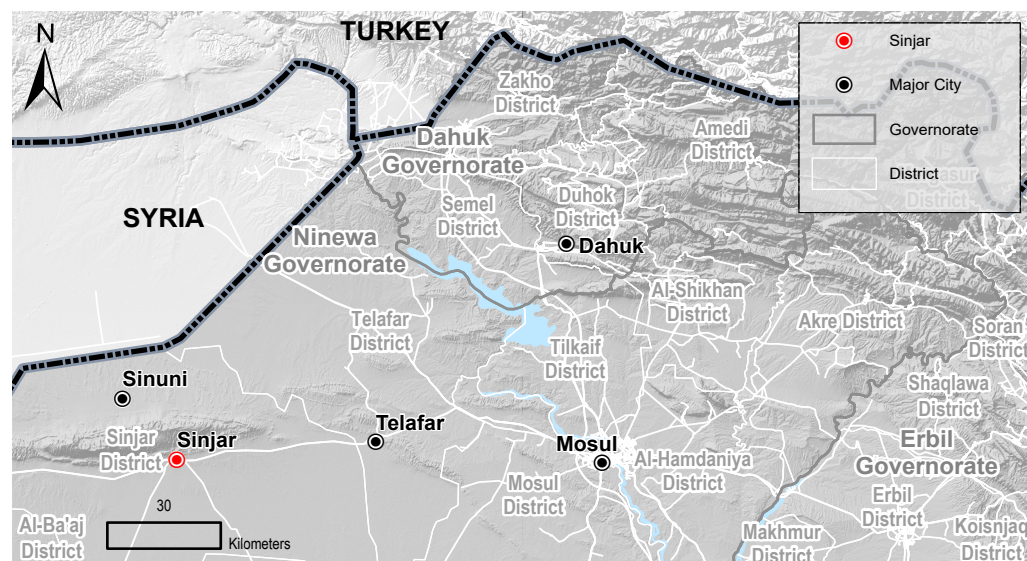 N
TURKEY
Sinjar
Major City
Governorate
District
Zakho
District
Amedi
District
Dahuk
Governorate
SYRIA
Semel
District
Duhok
District
Dahuk
Ninewa
Governorate
Al-Shikhan
District
Telafar
District
Akre District
Soran
District
Tilkaif
District
Sinuni
Shaqlawa
District
Telafar
Sinjar
District
Sinjar
Mosul
Erbil
Governorate
Al-Hamdaniya
District
Mosul
District
Erbil
District
30
Kilometers
Al-Ba'aj
District
Makhmur
District
Koisnjaq
District